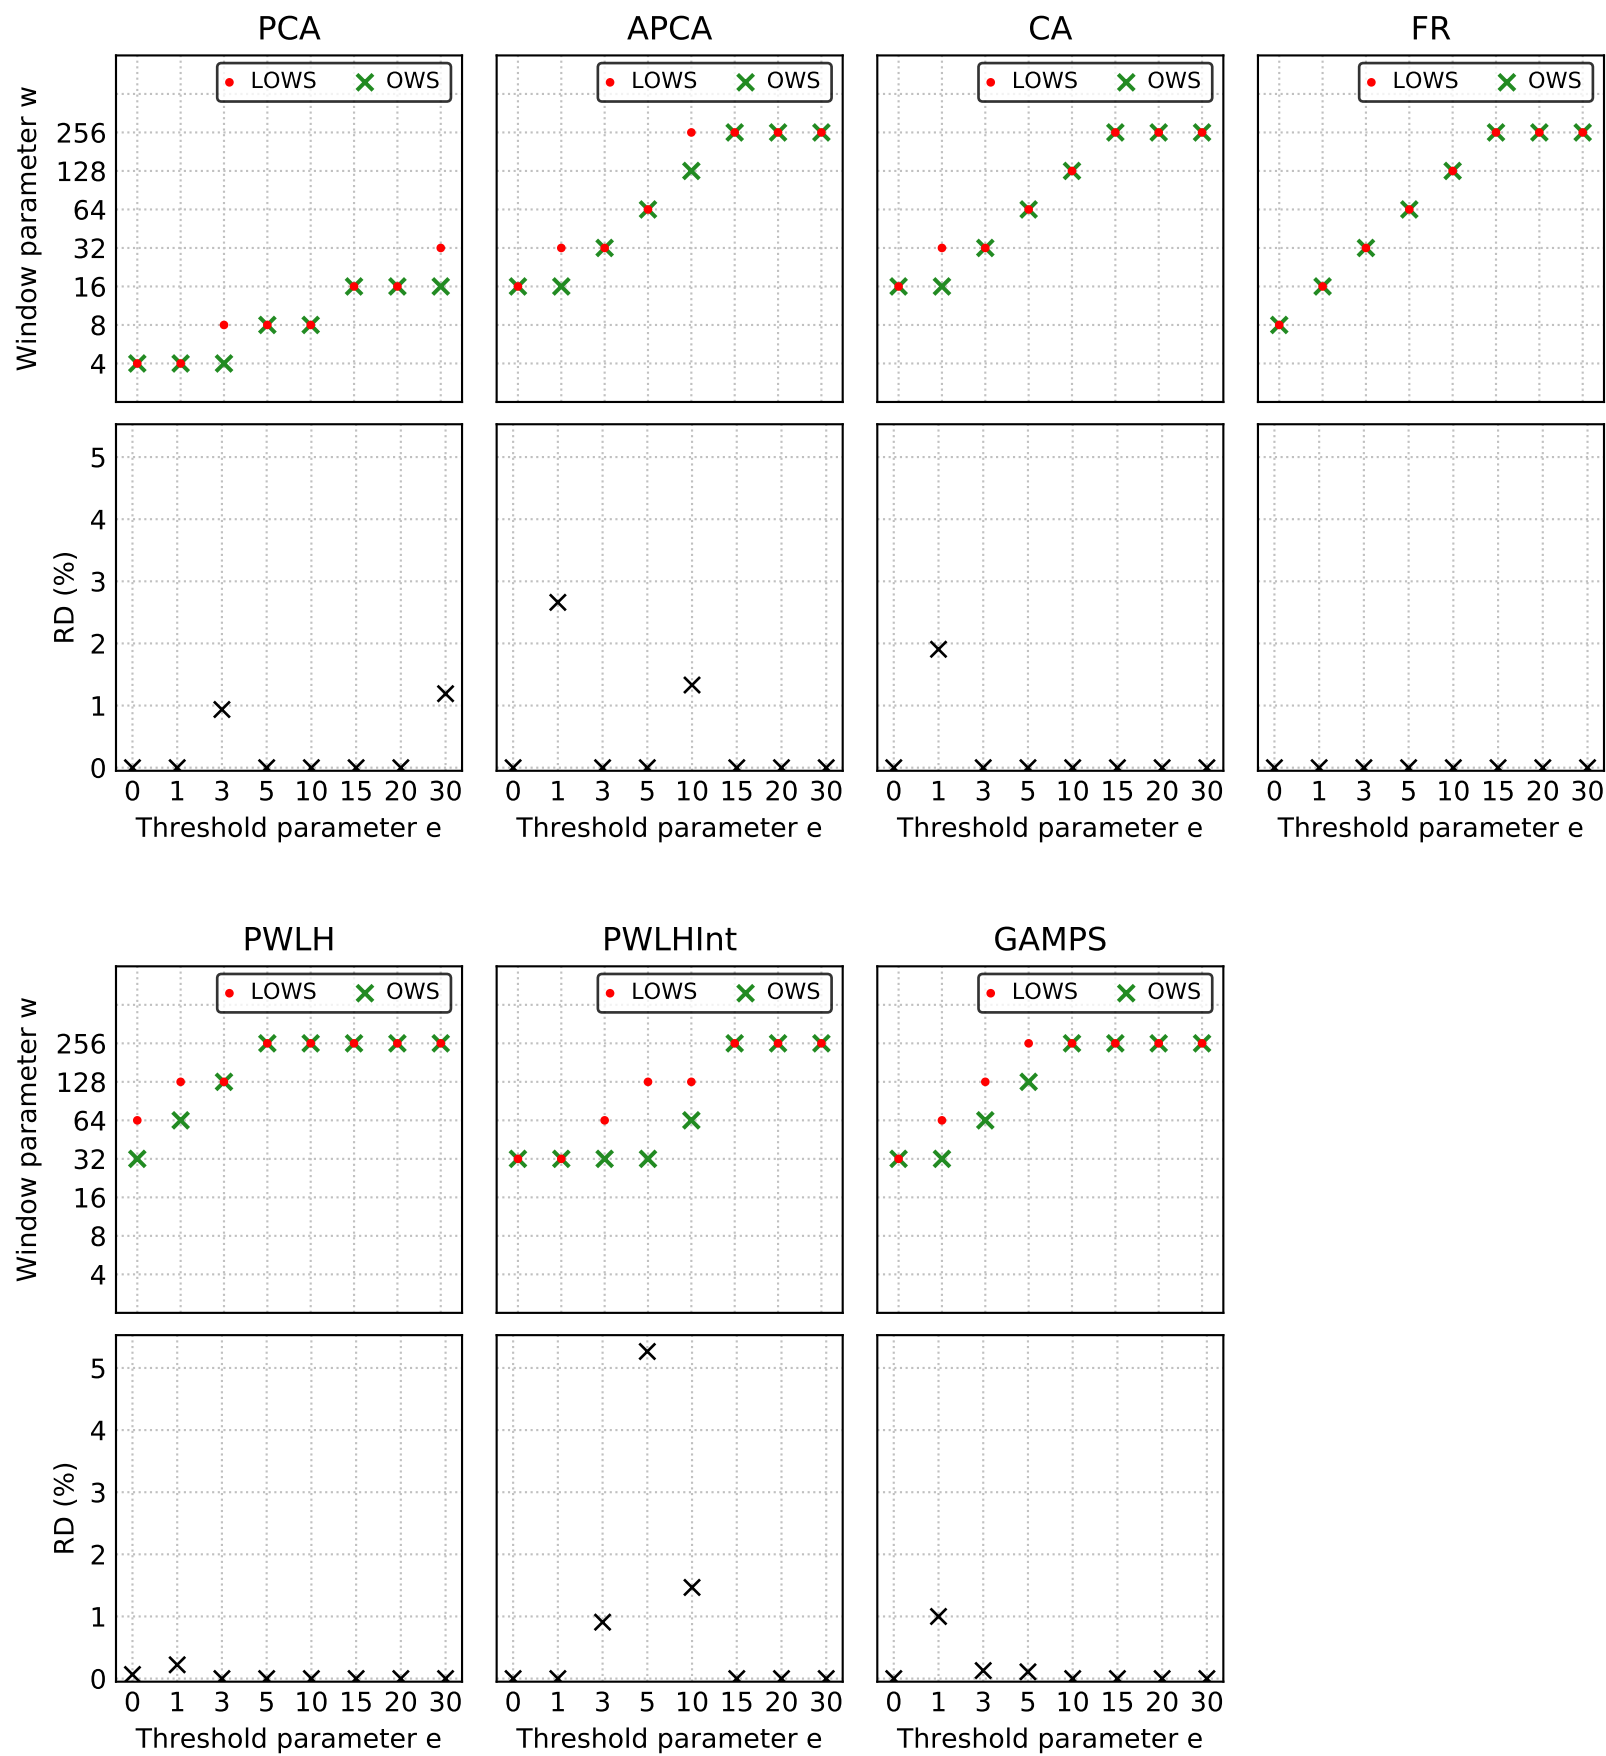 PCA APCA CA FR
LOWS OWS LOWS OWS LOWS OWS LOWS OWS
Window parameter w
256
128
64
32
16
8
4
RD (%)
5
4
3
2
1
0
0 1 3 5 10 15 20 30 0 1 3 5 10 15 20 30 0 1 3 5 10 15 20 30 0 1 3 5 10 15 20 30
Threshold parameter e Threshold parameter e Threshold parameter e Threshold parameter e
PWLH PWLHInt GAMPS
LOWS OWS LOWS OWS LOWS OWS
Window parameter w
256
128
64
32
16
8
4
RD (%)
5
4
3
2
1
0
0 1 3 5 10 15 20 30 0 1 3 5 10 15 20 30 0 1 3 5 10 15 20 30
Threshold parameter e Threshold parameter e Threshold parameter e